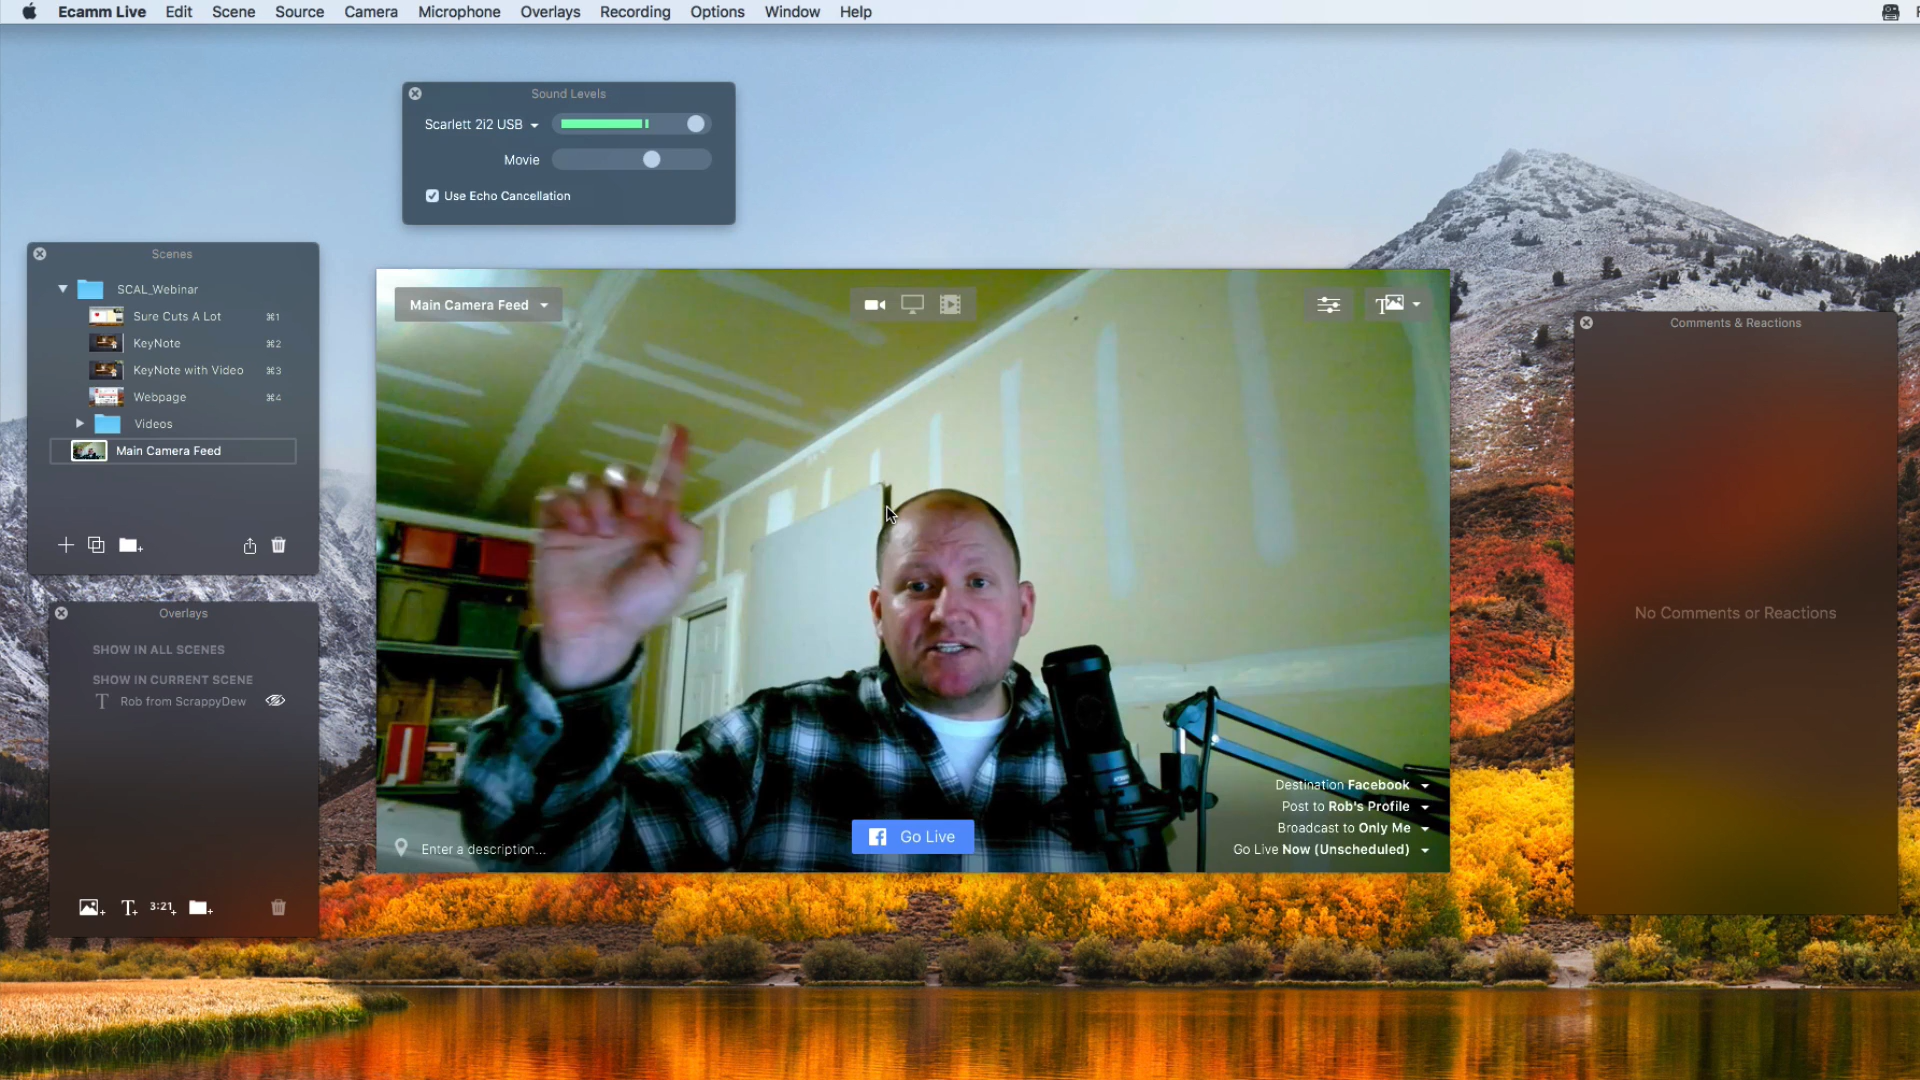 Ecamm Live Edit Scene Source Camera Microphone Overlays Recording Options Window Help
Sound Levels
Scarlett 2i2 USB
Movie
Use Echo Cancellation
Scenes
SCAL_Webinar
Sure Cuts A Lot ⌘1
KeyNote ⌘2
KeyNote with Video ⌘3
Webpage ⌘4
Videos
Main Camera Feed
Overlays
SHOW IN ALL SCENES
SHOW IN CURRENT SCENE
T Rob from ScrappyDew
T+ 3:21+
Main Camera Feed
T
Destination Facebook
Post to Rob's Profile
Broadcast to Only Me
Go Live Now (Unscheduled)
Enter a description...
Go Live
Comments & Reactions
No Comments or Reactions